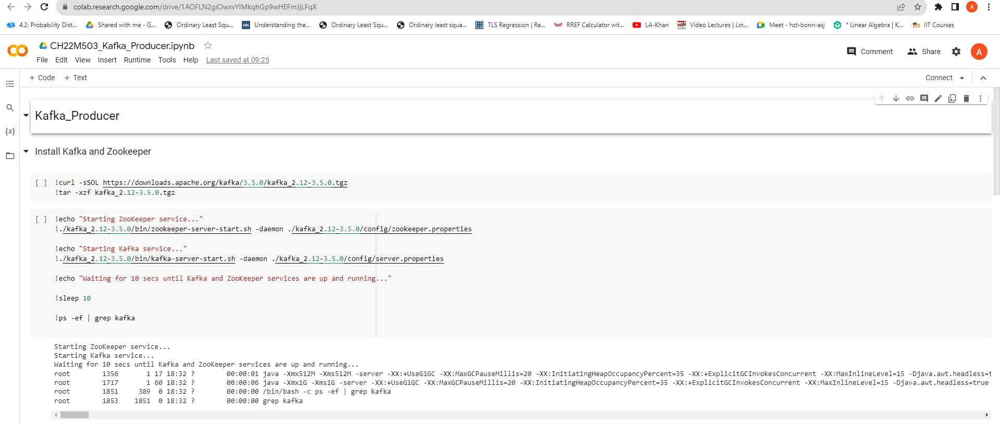 colab.research.google.com/drive/1AOFLN2giOwxvYIMkqhGp9wHEFmJjLFqX
A
4.2: Probability Dist... Shared with me - G... Ordinary Least Squ... tds Understanding the... Ordinary Least Squ... Ordinary least squa... TLS Regression | Re... RREF Calculator wit... LA-Khan MIT OCW Video Lectures | Lin... Meet - hzt-bonn-asj * Linear Algebra | K... IIT Courses
CH22M503_Kafka_Producer.ipynb
File Edit View Insert Runtime Tools Help Last saved at 09:25
Comment Share A
+ Code + Text Connect
Kafka_Producer
{x}
Install Kafka and Zookeeper
[ ] !curl -sSOL https://downloads.apache.org/kafka/3.5.0/kafka_2.12-3.5.0.tgz
!tar -xzf kafka_2.12-3.5.0.tgz
[ ] !echo "Starting ZooKeeper service..."
!./kafka_2.12-3.5.0/bin/zookeeper-server-start.sh -daemon ./kafka_2.12-3.5.0/config/zookeeper.properties
!echo "Starting Kafka service..."
!./kafka_2.12-3.5.0/bin/kafka-server-start.sh -daemon ./kafka_2.12-3.5.0/config/server.properties
!echo "Waiting for 10 secs until Kafka and ZooKeeper services are up and running..."
!sleep 10
!ps -ef | grep kafka
Starting ZooKeeper service...
Starting Kafka service...
Waiting for 10 secs until Kafka and ZooKeeper services are up and running...
root 1356 1 17 18:32 ? 00:00:01 java -Xmx512M -Xms512M -server -XX:+UseG1GC -XX:MaxGCPauseMillis=20 -XX:InitiatingHeapOccupancyPercent=35 -XX:+ExplicitGCInvokesConcurrent -XX:MaxInlineLevel=15 -Djava.awt.headless=t
root 1717 1 60 18:32 ? 00:00:06 java -Xmx1G -Xms1G -server -XX:+UseG1GC -XX:MaxGCPauseMillis=20 -XX:InitiatingHeapOccupancyPercent=35 -XX:+ExplicitGCInvokesConcurrent -XX:MaxInlineLevel=15 -Djava.awt.headless=true
root 1851 389 0 18:32 ? 00:00:00 /bin/bash -c ps -ef | grep kafka
root 1853 1851 0 18:32 ? 00:00:00 grep kafka